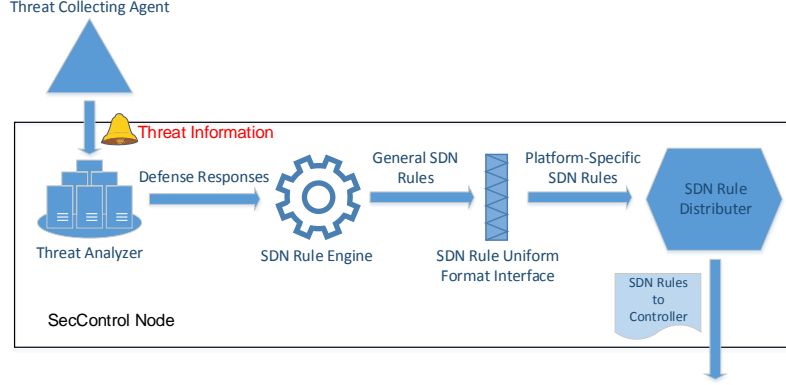 Threat Collecting Agent
Threat Information
Defense Responses
General SDN
Rules
Platform-Specific
SDN Rules
SDN Rule
Distributer
Threat Analyzer
SDN Rule Engine
SDN Rule Uniform
Format Interface
SDN Rules
to
Controller
SecControl Node